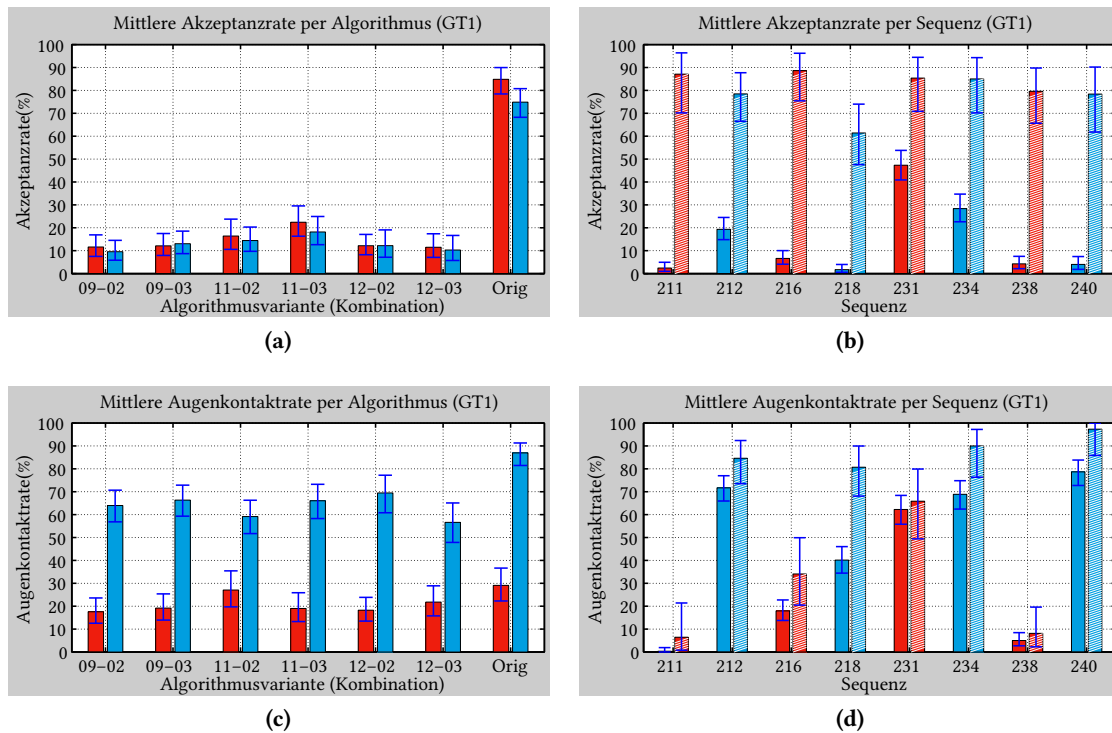 Mittlere Akzeptanzrate per Algorithmus (GT1)
Akzeptanzrate(%)
100
90
80
70
60
50
40
30
20
10
0
09−02 09−03 11−02 11−03 12−02 12−03 Orig
Algorithmusvariante (Kombination)
(a)
Mittlere Akzeptanzrate per Sequenz (GT1)
Akzeptanzrate(%)
100
90
80
70
60
50
40
30
20
10
0
211 212 216 218 231 234 238 240
Sequenz
(b)
Mittlere Augenkontaktrate per Algorithmus (GT1)
Augenkontaktrate(%)
100
90
80
70
60
50
40
30
20
10
0
09−02 09−03 11−02 11−03 12−02 12−03 Orig
Algorithmusvariante (Kombination)
(c)
Mittlere Augenkontaktrate per Sequenz (GT1)
Augenkontaktrate(%)
100
90
80
70
60
50
40
30
20
10
0
211 212 216 218 231 234 238 240
Sequenz
(d)